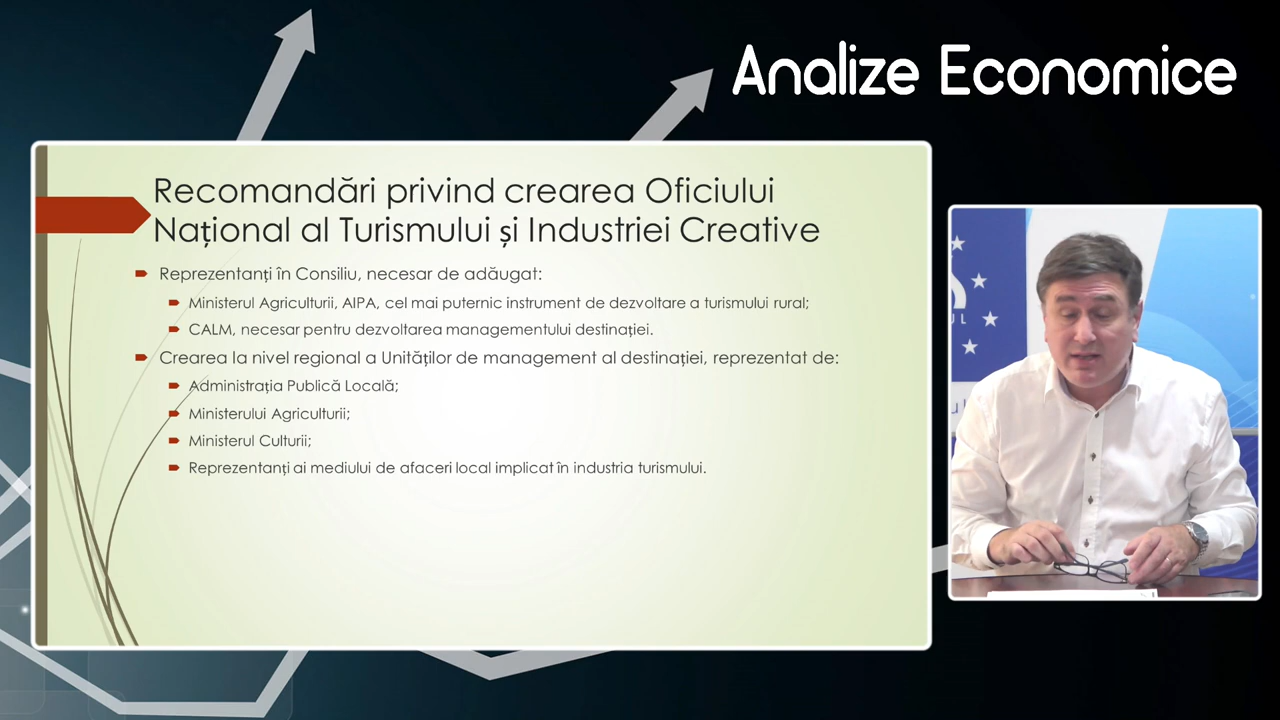 Analize Economice
Recomandări privind crearea Oficiului
Național al Turismului și Industriei Creative
Reprezentanți în Consiliu, necesar de adăugat:
Ministerul Agriculturii, AIPA, cel mai puternic instrument de dezvoltare a turismului rural;
CALM, necesar pentru dezvoltarea managementului destinației.
Crearea la nivel regional a Unităților de management al destinației, reprezentat de:
Administrația Publică Locală;
Ministerului Agriculturii;
Ministerul Culturii;
Reprezentanți ai mediului de afaceri local implicat în industria turismului.